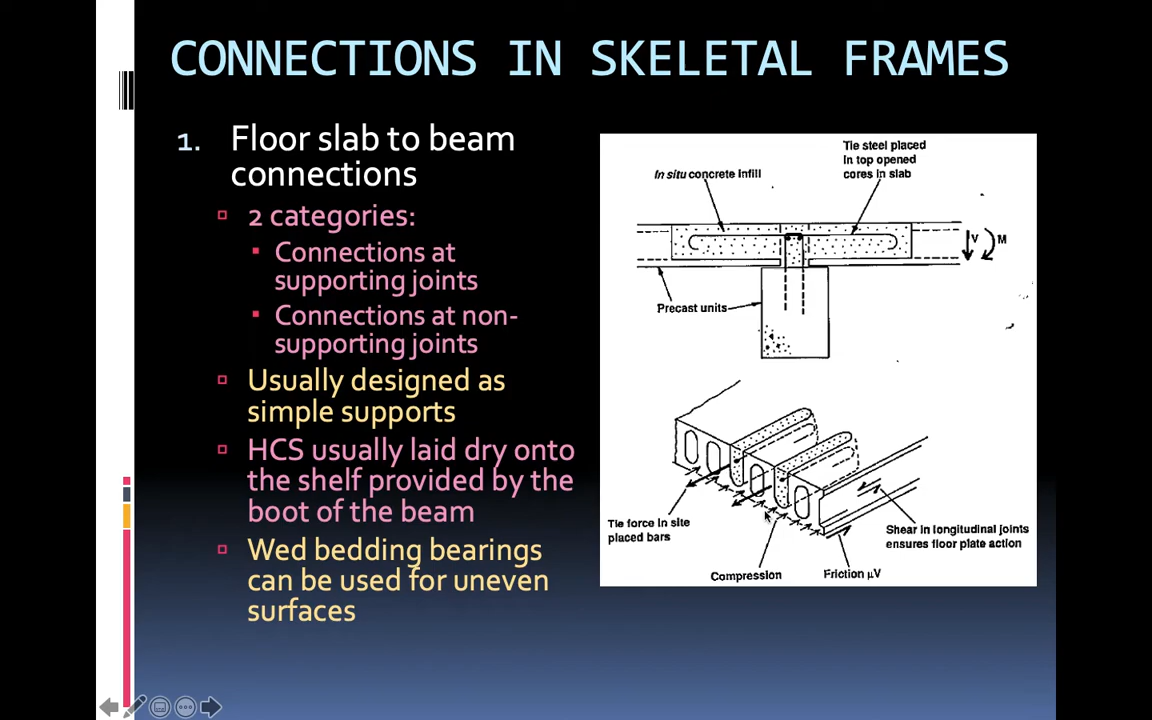 CONNECTIONS IN SKELETAL FRAMES
1. Floor slab to beam
connections
2 categories:
Connections at
supporting joints
Connections at non-
supporting joints
Usually designed as
simple supports
HCS usually laid dry onto
the shelf provided by the
boot of the beam
Wed bedding bearings
can be used for uneven
surfaces
Tie steel placed
In top opened
cores in slab
In situ concrete infill
V
M
Precast units
Tie force in site
placed bars
Compression
Friction µV
Shear in longitudinal joints
ensures floor plate action